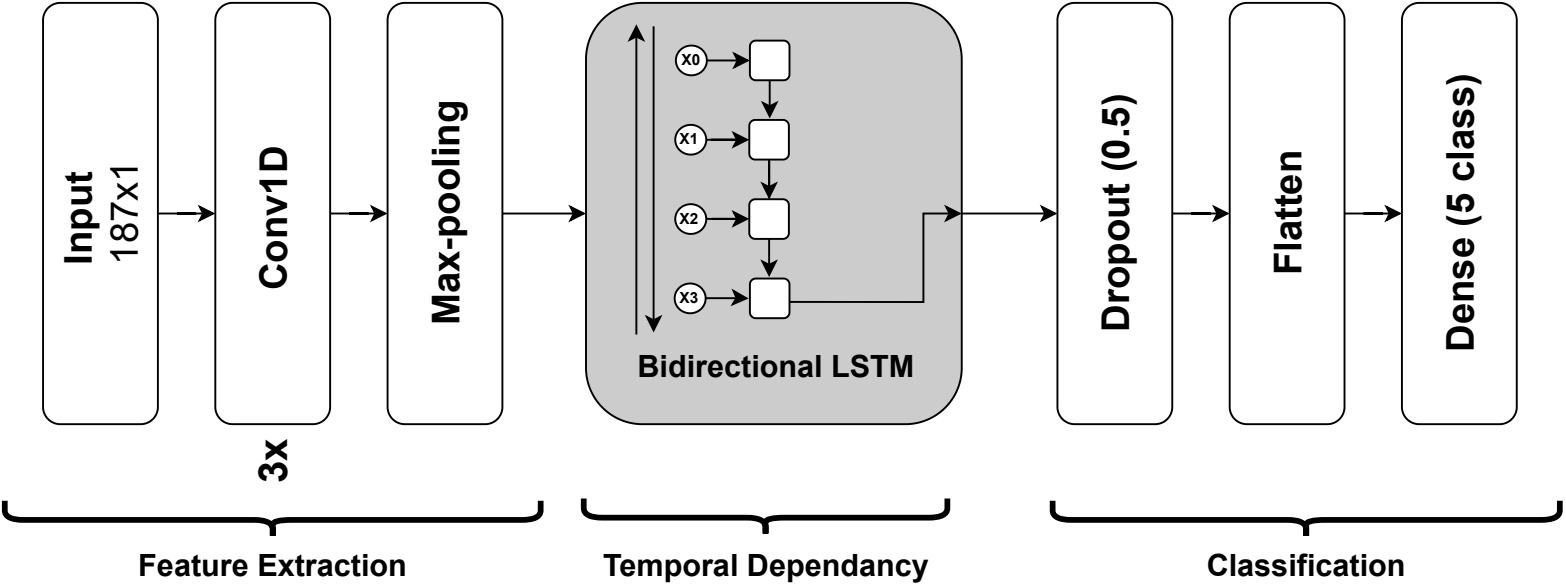 Input
187x1
Conv1D
3x
Max-pooling
X0
X1
X2
X3
Bidirectional LSTM
Dropout (0.5)
Flatten
Dense (5 class)
Feature Extraction
Temporal Dependancy
Classification